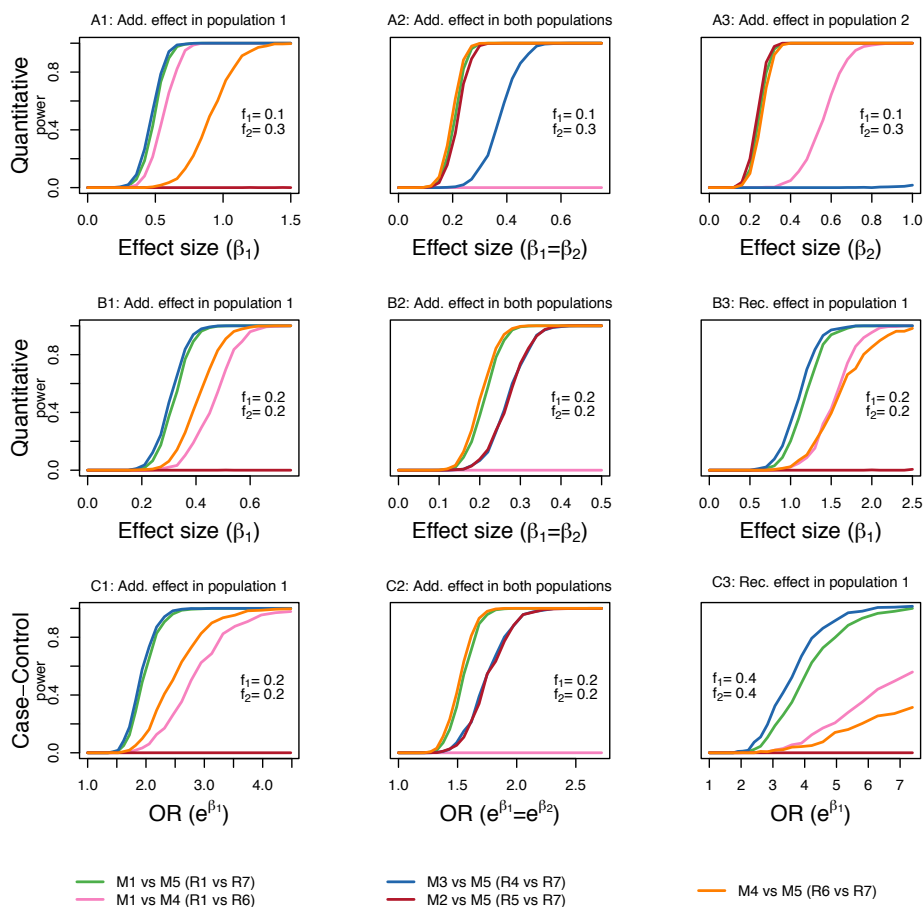 A1: Add. effect in population 1
A2: Add. effect in both populations
A3: Add. effect in population 2
Quantitative
power
0.0 0.4 0.8
f1= 0.1
f2= 0.3
f1= 0.1
f2= 0.3
f1= 0.1
f2= 0.3
0.0 0.5 1.0 1.5
0.0 0.2 0.4 0.6
0.0 0.2 0.4 0.6 0.8 1.0
Effect size (β1)
Effect size (β1=β2)
Effect size (β2)
B1: Add. effect in population 1
B2: Add. effect in both populations
B3: Rec. effect in population 1
Quantitative
power
0.0 0.4 0.8
f1= 0.2
f2= 0.2
f1= 0.2
f2= 0.2
f1= 0.2
f2= 0.2
0.0 0.2 0.4 0.6
0.0 0.1 0.2 0.3 0.4 0.5
0.0 0.5 1.0 1.5 2.0 2.5
Effect size (β1)
Effect size (β1=β2)
Effect size (β1)
C1: Add. effect in population 1
C2: Add. effect in both populations
C3: Rec. effect in population 1
Case−Control
power
0.0 0.4 0.8
f1= 0.2
f2= 0.2
f1= 0.2
f2= 0.2
f1= 0.4
f2= 0.4
1.0 2.0 3.0 4.0
1.0 1.5 2.0 2.5
1 2 3 4 5 6 7
OR (e^β1)
OR (e^β1=e^β2)
OR (e^β1)
M1 vs M5 (R1 vs R7)
M1 vs M4 (R1 vs R6)
M3 vs M5 (R4 vs R7)
M2 vs M5 (R5 vs R7)
M4 vs M5 (R6 vs R7)